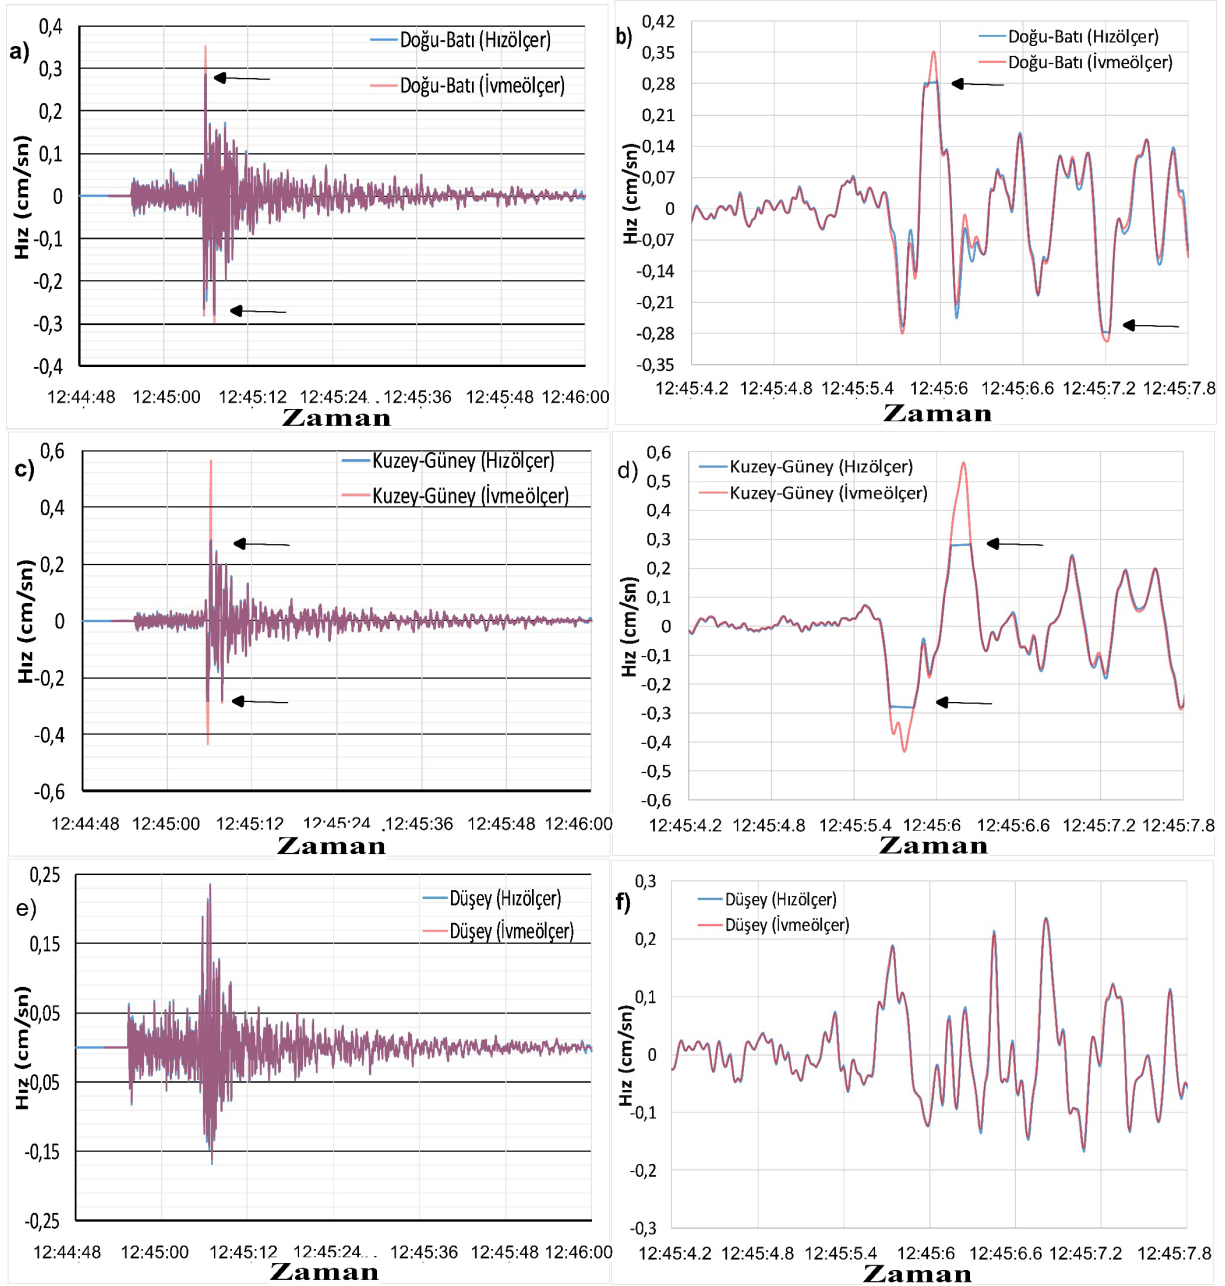 a)
0,4
0,3
0,2
0,1
0
-0,1
-0,2
-0,3
-0,4
Hız (cm/sn)
Doğu-Batı (Hızölçer)
Doğu-Batı (İvmeölçer)
12:44:48 12:45:00 12:45:12 12:45:24 12:45:36 12:45:48 12:46:00
Zaman
b)
0,42
0,35
0,28
0,21
0,14
0,07
0
-0,07
-0,14
-0,21
-0,28
-0,35
Hız (cm/sn)
Doğu-Batı (Hızölçer)
Doğu-Batı (İvmeölçer)
12:45:4.2 12:45:4.8 12:45:5.4 12:45:6 12:45:6.6 12:45:7.2 12:45:7.8
Zaman
c)
0,6
0,4
0,2
0
-0,2
-0,4
-0,6
Hız (cm/sn)
Kuzey-Güney (Hızölçer)
Kuzey-Güney (İvmeölçer)
12:44:48 12:45:00 12:45:12 12:45:24 12:45:36 12:45:48 12:46:00
Zaman
d)
0,6
0,5
0,4
0,3
0,2
0,1
0
-0,1
-0,2
-0,3
-0,4
-0,5
-0,6
Hız (cm/sn)
Kuzey-Güney (Hızölçer)
Kuzey-Güney (İvmeölçer)
12:45:4.2 12:45:4.8 12:45:5.4 12:45:6 12:45:6.6 12:45:7.2 12:45:7.8
Zaman
e)
0,25
0,15
0,05
-0,05
-0,15
-0,25
Hız (cm/sn)
Düşey (Hızölçer)
Düşey (İvmeölçer)
12:44:48 12:45:00 12:45:12 12:45:24 12:45:36 12:45:48 12:46:00
Zaman
f)
0,3
0,2
0,1
0
-0,1
-0,2
-0,3
Hız (cm/sn)
Düşey (Hızölçer)
Düşey (İvmeölçer)
12:45:4.2 12:45:4.8 12:45:5.4 12:45:6 12:45:6.6 12:45:7.2 12:45:7.8
Zaman